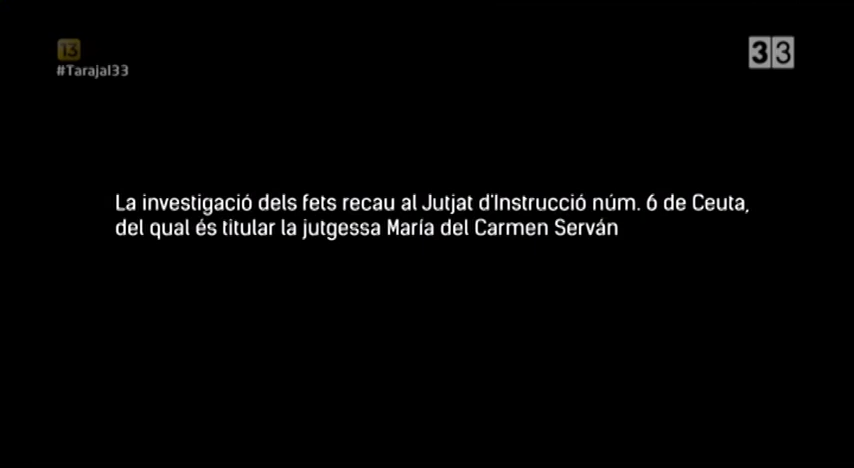 13
33
#Tarajal33
La investigació dels fets recau al Jutjat d'Instrucció núm. 6 de Ceuta,
del qual és titular la jutgessa María del Carmen Serván